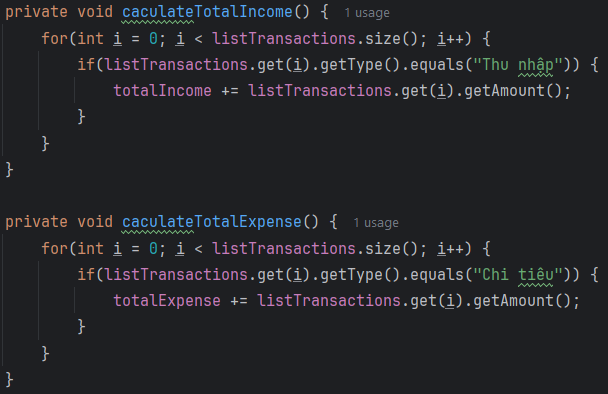 private void caculateTotalIncome() { 1 usage
for(int i = 0; i < listTransactions.size(); i++) {
if(listTransactions.get(i).getType().equals("Thu nhập")) {
totalIncome += listTransactions.get(i).getAmount();
}
}
}
private void caculateTotalExpense() { 1 usage
for(int i = 0; i < listTransactions.size(); i++) {
if(listTransactions.get(i).getType().equals("Chi tiêu")) {
totalExpense += listTransactions.get(i).getAmount();
}
}
}